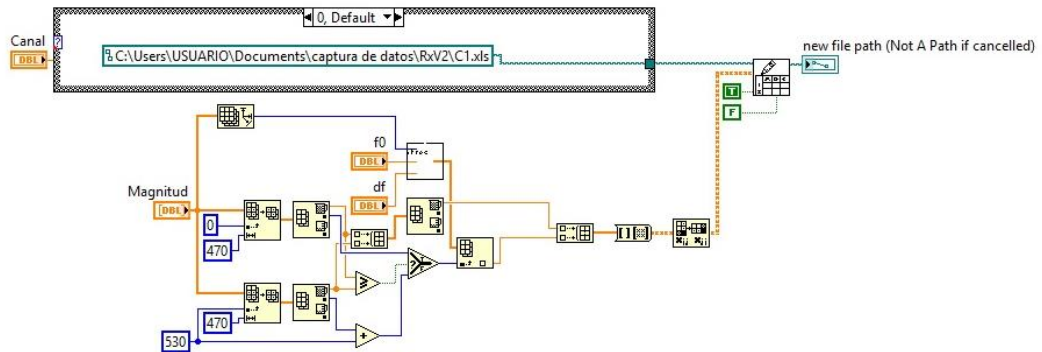 0, Default
Canal
DBL
C:\Users\USUARIO\Documents\captura de datos\RxV2\C1.xls
new file path (Not A Path if cancelled)
T
F
f0
DBL
df
DBL
Magnitud
[DBL]
0
470
470
530